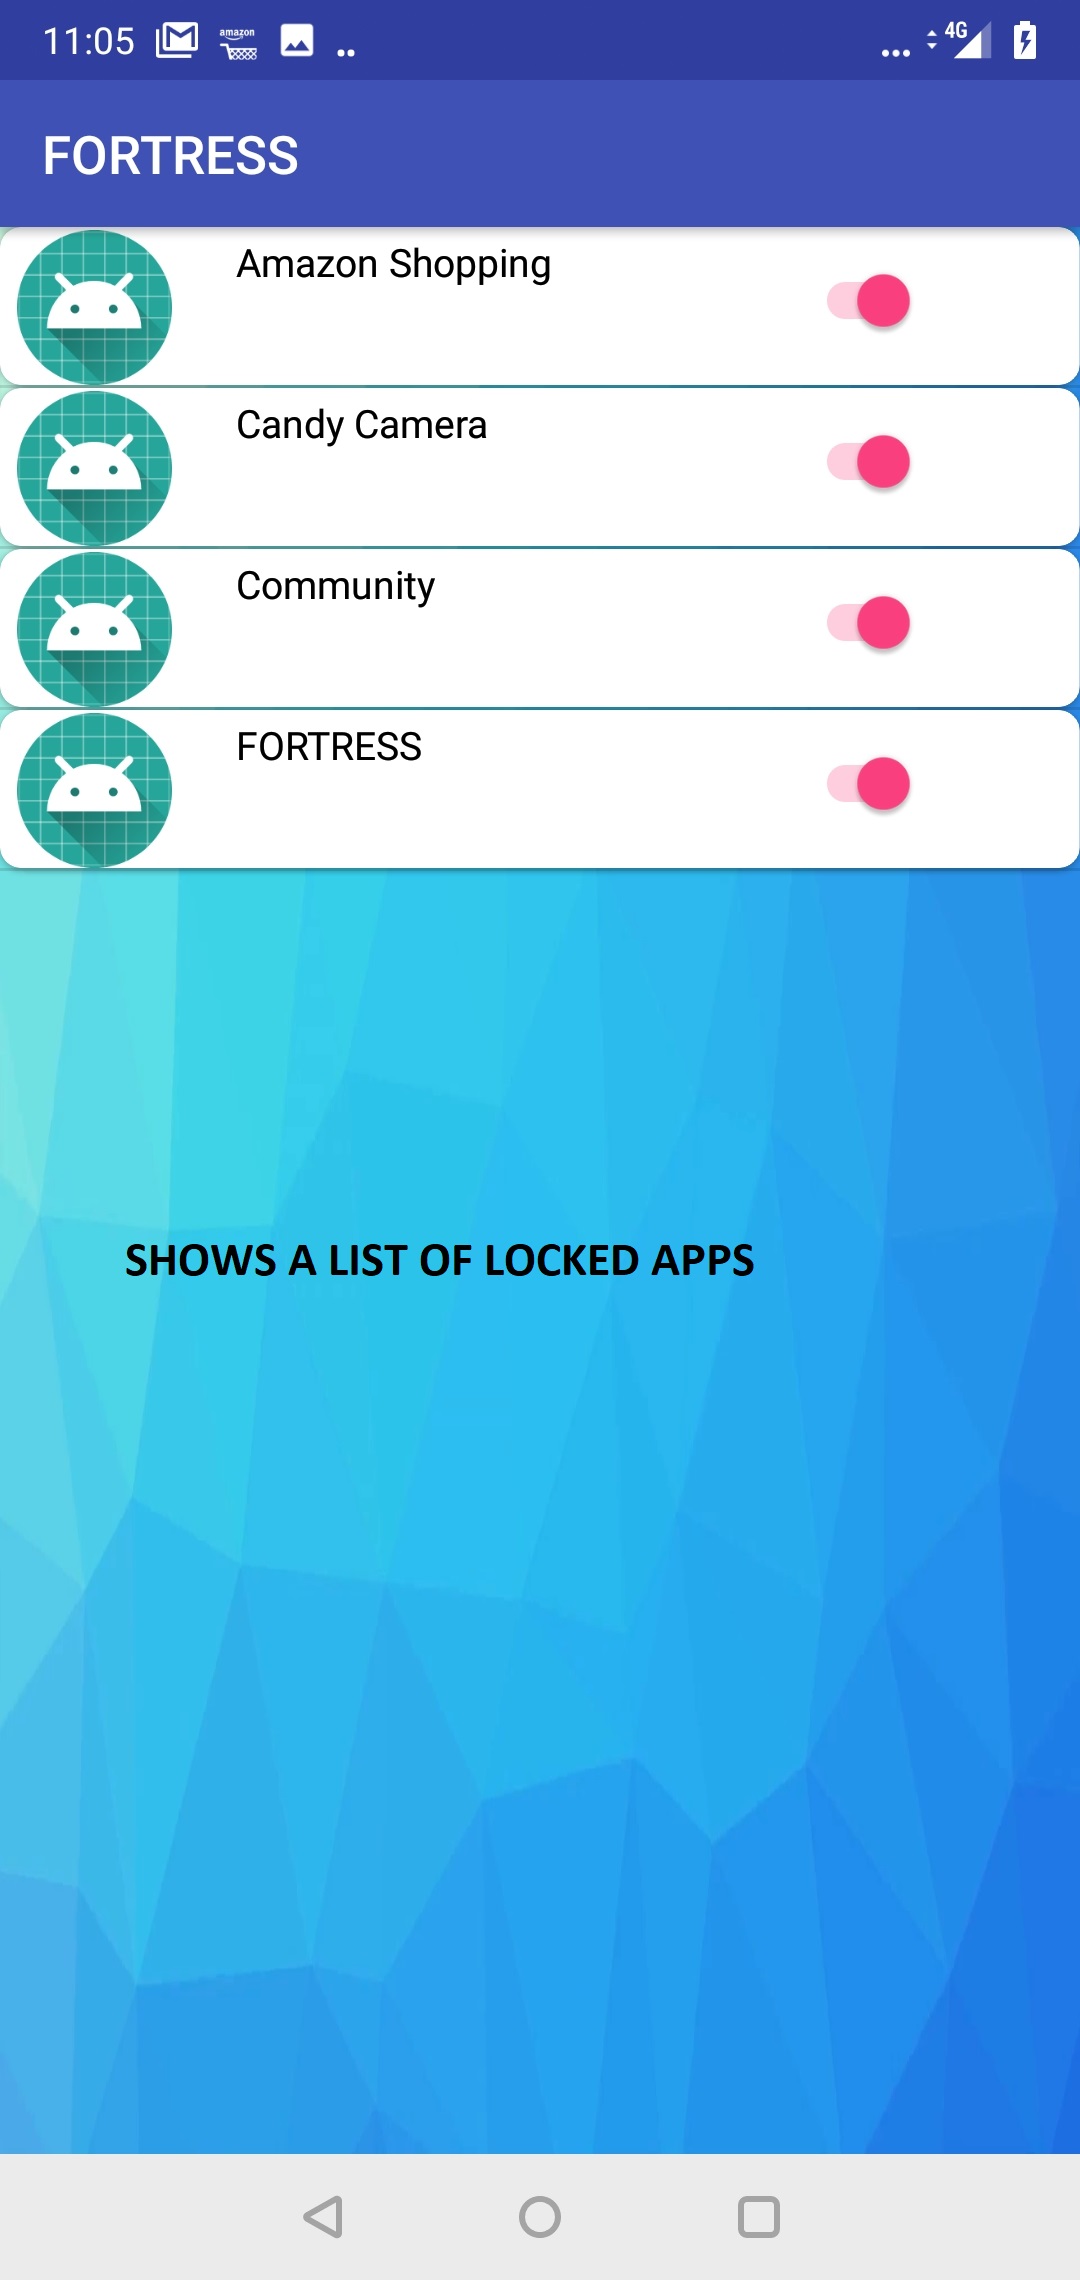 11:05
amazon
4G
FORTRESS
Amazon Shopping
Candy Camera
Community
FORTRESS
SHOWS A LIST OF LOCKED APPS